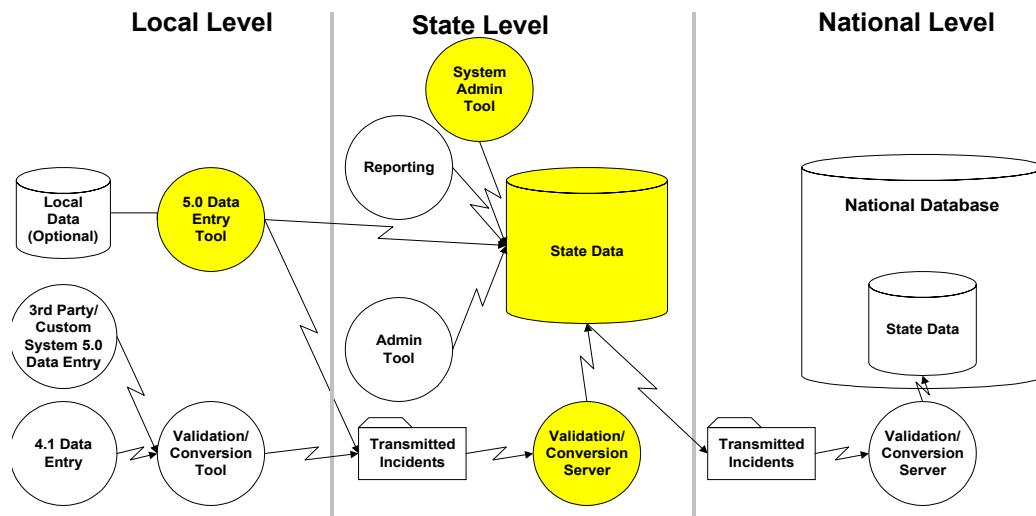 Local Level
State Level
National Level
System
Admin
Tool
Reporting
Local
Data
(Optional)
5.0 Data
Entry
Tool
State Data
National Database
3rd Party/
Custom
System 5.0
Data Entry
Admin
Tool
State Data
4.1 Data
Entry
Validation/
Conversion
Tool
Transmitted
Incidents
Validation/
Conversion
Server
Transmitted
Incidents
Validation/
Conversion
Server